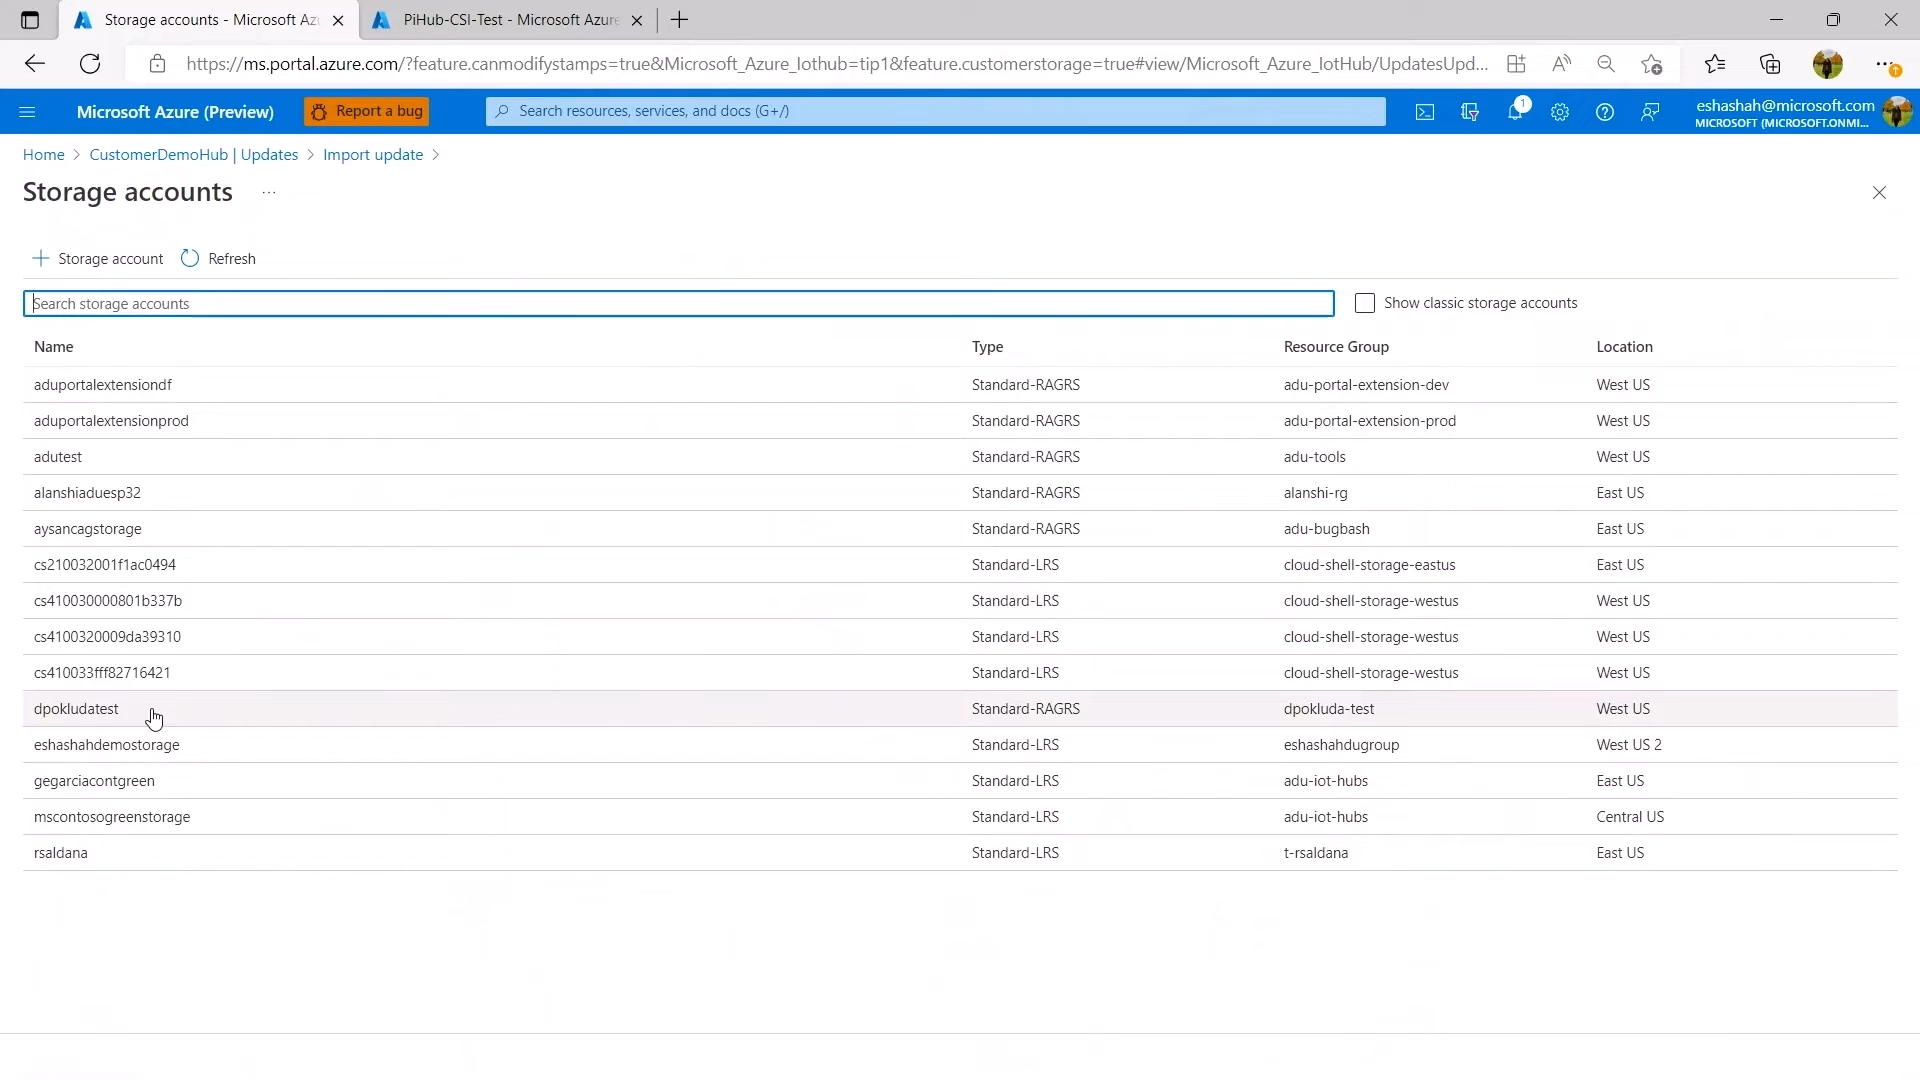 Storage accounts - Microsoft Az
PiHub-CSI-Test - Microsoft Azure
https://ms.portal.azure.com/?feature.canmodifystamps=true&Microsoft_Azure_Iothub=tip1&feature.customerstorage=true#view/Microsoft_Azure_IotHub/UpdatesUpd...
Microsoft Azure (Preview)
Report a bug
Search resources, services, and docs (G+/)
1
eshashah@microsoft.com
MICROSOFT (MICROSOFT.ONMI...
Home > CustomerDemoHub | Updates > Import update >
Storage accounts ...
+ Storage account Refresh
Search storage accounts
Show classic storage accounts
Name Type Resource Group Location
aduportalextensiondf Standard-RAGRS adu-portal-extension-dev West US
aduportalextensionprod Standard-RAGRS adu-portal-extension-prod West US
adutest Standard-RAGRS adu-tools West US
alanshiaduesp32 Standard-RAGRS alanshi-rg East US
aysancagstorage Standard-RAGRS adu-bugbash East US
cs210032001f1ac0494 Standard-LRS cloud-shell-storage-eastus East US
cs410030000801b337b Standard-LRS cloud-shell-storage-westus West US
cs4100320009da39310 Standard-LRS cloud-shell-storage-westus West US
cs410033fff82716421 Standard-LRS cloud-shell-storage-westus West US
dpokludatest Standard-RAGRS dpokluda-test West US
eshashahdemostorage Standard-LRS eshashahdugroup West US 2
gegarciacontgreen Standard-LRS adu-iot-hubs East US
mscontosogreenstorage Standard-LRS adu-iot-hubs Central US
rsaldana Standard-LRS t-rsaldana East US